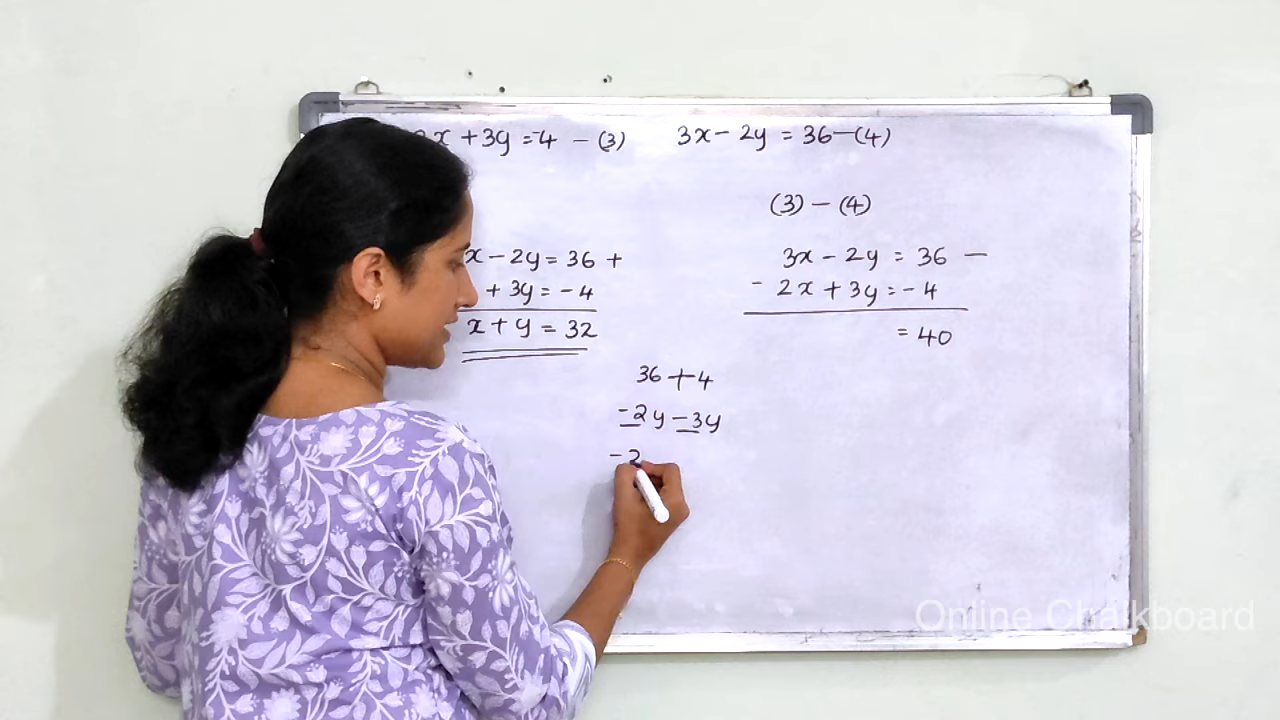 x + 3y = -4 - (3)
3x - 2y = 36 - (4)
x - 2y = 36 +
+ 3y = -4
x + y = 32
(3) - (4)
3x - 2y = 36 -
- 2x + 3y = -4
= 40
36 + 4
-2y - 3y
-2
Online Chalkboard